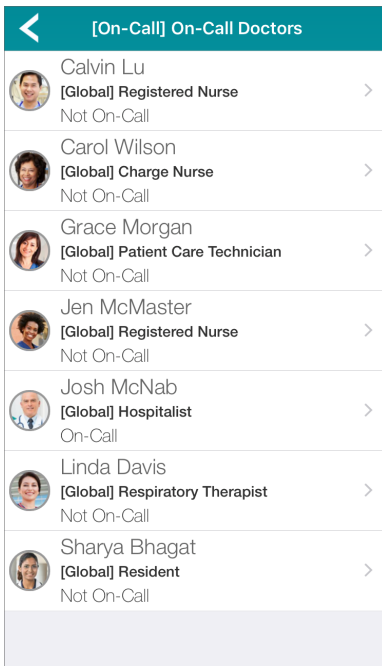 [On-Call] On-Call Doctors
Calvin Lu
[Global] Registered Nurse
Not On-Call
Carol Wilson
[Global] Charge Nurse
Not On-Call
Grace Morgan
[Global] Patient Care Technician
Not On-Call
Jen McMaster
[Global] Registered Nurse
Not On-Call
Josh McNab
[Global] Hospitalist
On-Call
Linda Davis
[Global] Respiratory Therapist
Not On-Call
Sharya Bhagat
[Global] Resident
Not On-Call